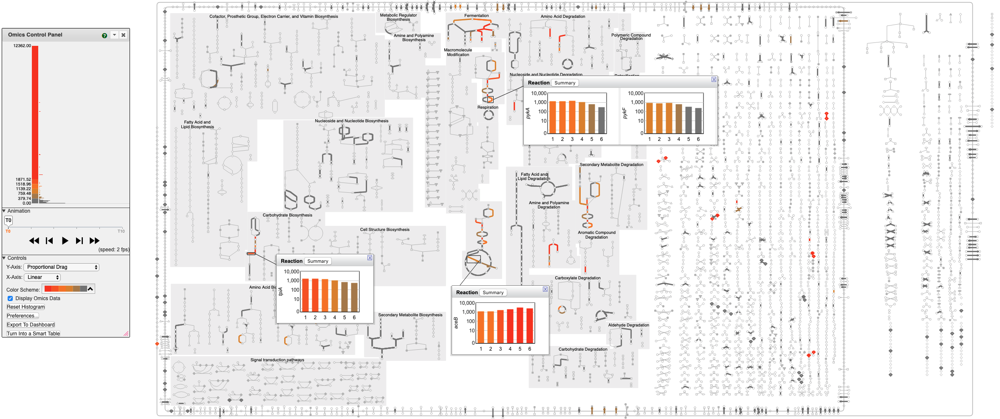 Omics Control Panel
?
12362.00
1871.52
1518.96
1139.22
759.48
379.74
0.00
Animation
T0
T0
T10
(speed: 2 fps)
Controls
Y-Axis: Proportional Drag
X-Axis: Linear
Color Scheme:
Display Omics Data
Reset Histogram
Preferences...
Export To Dashboard
Turn Into a Smart Table
Cofactor, Prosthetic Group, Electron Carrier, and Vitamin Biosynthesis
Metabolic Regulator
Biosynthesis
Amine and Polyamine
Biosynthesis
Fermentation
Amino Acid Degradation
Polymeric Compound
Degradation
Macromolecule
Modification
Nucleoside and Nucleotide Degradation
Respiration
Fatty Acid and
Lipid Biosynthesis
Nucleoside and Nucleotide Biosynthesis
Reaction Summary X
10,000
1,000
100
10
0
pykA
1 2 3 4 5 6
10,000
1,000
100
10
0
pykF
1 2 3 4 5 6
Secondary Metabolite Degradation
Fatty Acid and
Lipid Degradation
Amine and Polyamine
Degradation
Carbohydrate Biosynthesis
Cell Structure Biosynthesis
Aromatic Compound
Degradation
Reaction Summary X
10,000
1,000
100
10
0
tpiA
1 2 3 4 5 6
Carboxylate Degradation
Amino Acid
Reaction Summary X
10,000
1,000
100
10
0
aceB
1 2 3 4 5 6
Secondary Metabolite Biosynthesis
Aldehyde Degradation
Carbohydrate Degradation
Signal transduction pathways